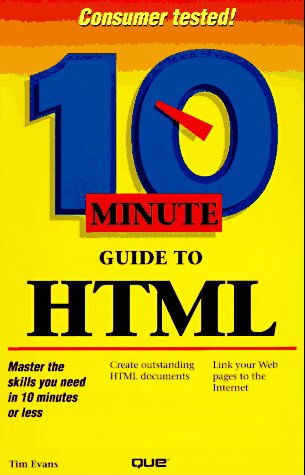 Consumer tested!
10
MINUTE
GUIDE TO
HTML
Master the
skills you need
in 10 minutes
or less
Create outstanding
HTML documents
Link your Web
pages to the
Internet
Tim Evans
QUE